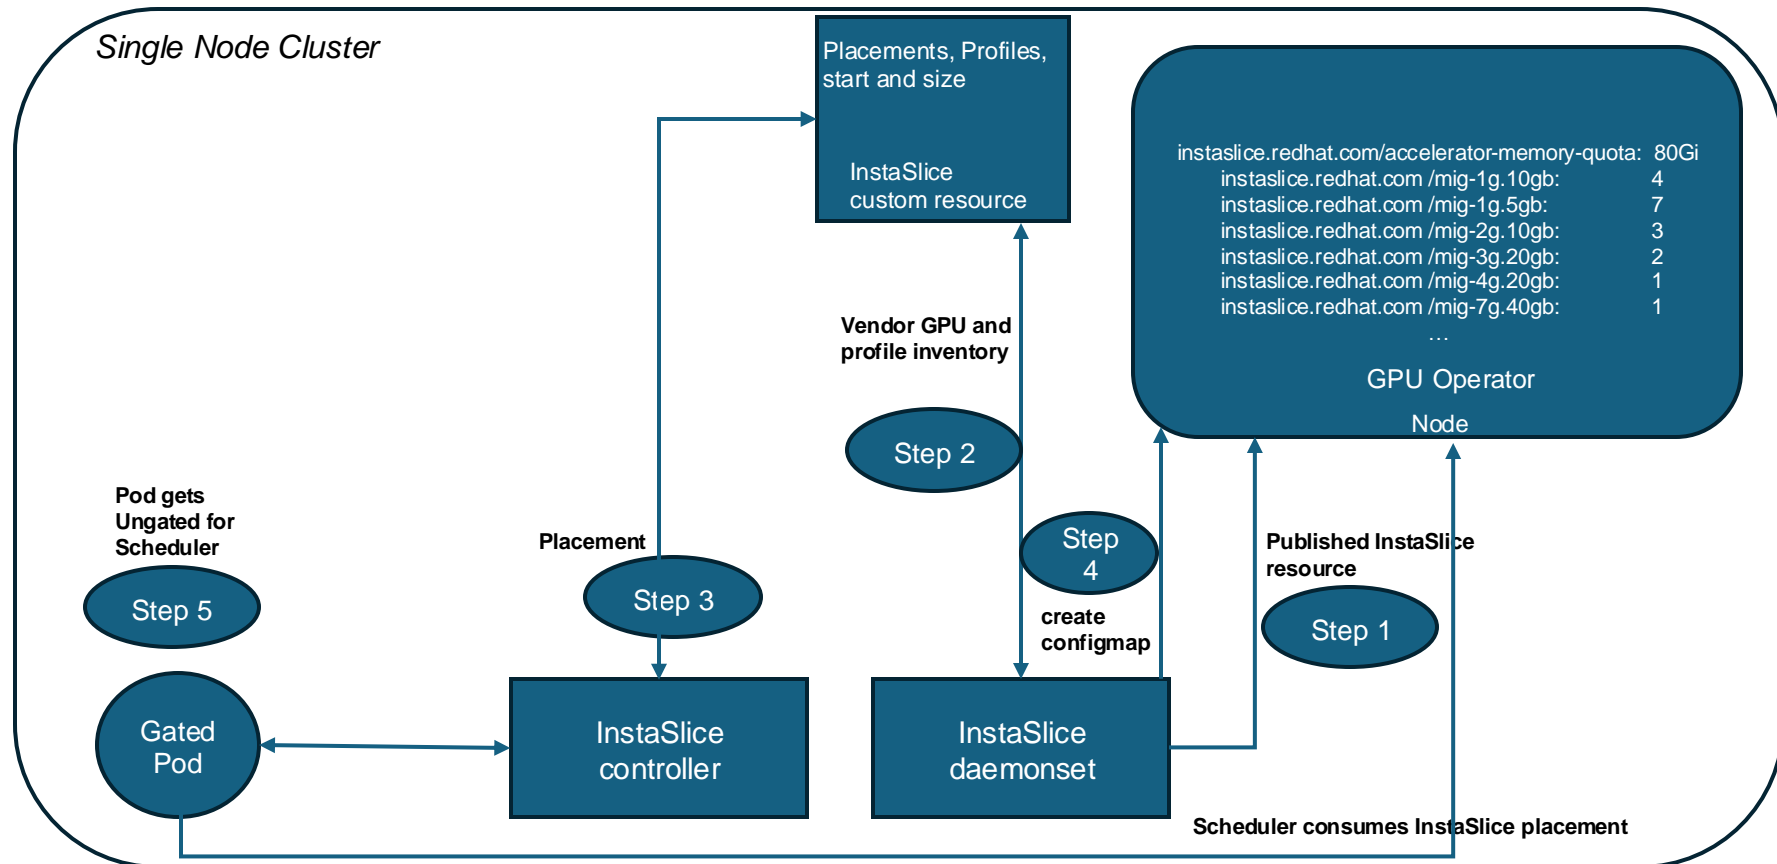 Single Node Cluster
Placements, Profiles,
start and size
InstaSlice
custom resource
instaslice.redhat.com/accelerator-memory-quota: 80Gi
instaslice.redhat.com /mig-1g.10gb: 4
instaslice.redhat.com /mig-1g.5gb: 7
instaslice.redhat.com /mig-2g.10gb: 3
instaslice.redhat.com /mig-3g.20gb: 2
instaslice.redhat.com /mig-4g.20gb: 1
instaslice.redhat.com /mig-7g.40gb: 1
…
GPU Operator
Node
Vendor GPU and
profile inventory
Step 2
Pod gets
Ungated for
Scheduler
Step 5
Placement
Step 3
Step
4
create
configmap
Published InstaSlice
resource
Step 1
Gated
Pod
InstaSlice
controller
InstaSlice
daemonset
Scheduler consumes InstaSlice placement